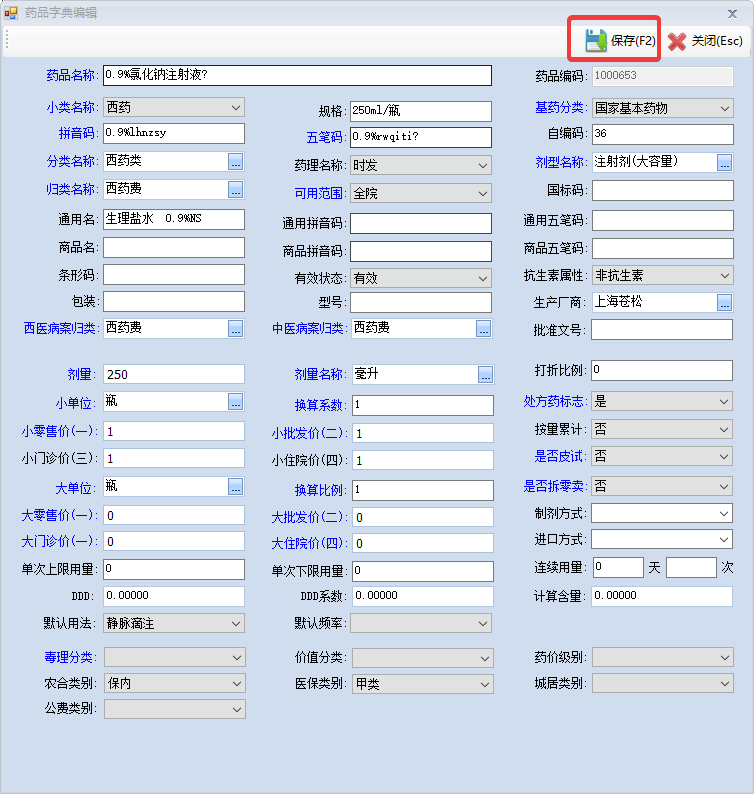 药品字典编辑
保存(F2) 关闭(Esc)
药品名称: 0.9%氯化钠注射液? 药品编码: 1000653
小类名称: 西药 规格: 250ml/瓶 基药分类: 国家基本药物
拼音码: 0.9%lhnzsy 五笔码: 0.9%rwqiti? 自编码: 36
分类名称: 西药类 ... 药理名称: 时发 剂型名称: 注射剂(大容量) ...
归类名称: 西药费 ... 可用范围: 全院 国标码:
通用名: 生理盐水 0.9%NS 通用拼音码: 通用五笔码:
商品名: 商品拼音码: 商品五笔码:
条形码: 有效状态: 有效 抗生素属性: 非抗生素
包装: 型号: 生产厂商: 上海苍松 ...
西医病案归类: 西药费 ... 中医病案归类: 西药费 ... 批准文号:
剂量: 250 剂量名称: 毫升 ... 打折比例: 0
小单位: 瓶 ... 换算系数: 1 处方药标志: 是
小零售价(一): 1 小批发价(二): 1 按量累计: 否
小门诊价(三): 1 小住院价(四): 1 是否皮试: 否
大单位: 瓶 ... 换算比例: 1 是否拆零卖: 否
大零售价(一): 0 大批发价(二): 0 制剂方式:
大门诊价(一): 0 大住院价(四): 0 进口方式:
单次上限用量: 0 单次下限用量: 0 连续用量: 0 天 次
DDD: 0.00000 DDD系数: 0.00000 计算含量: 0.00000
默认用法: 静脉滴注 默认频率:
毒理分类: 价值分类: 药价级别:
农合类别: 保内 医保类别: 甲类 城居类别:
公费类别: